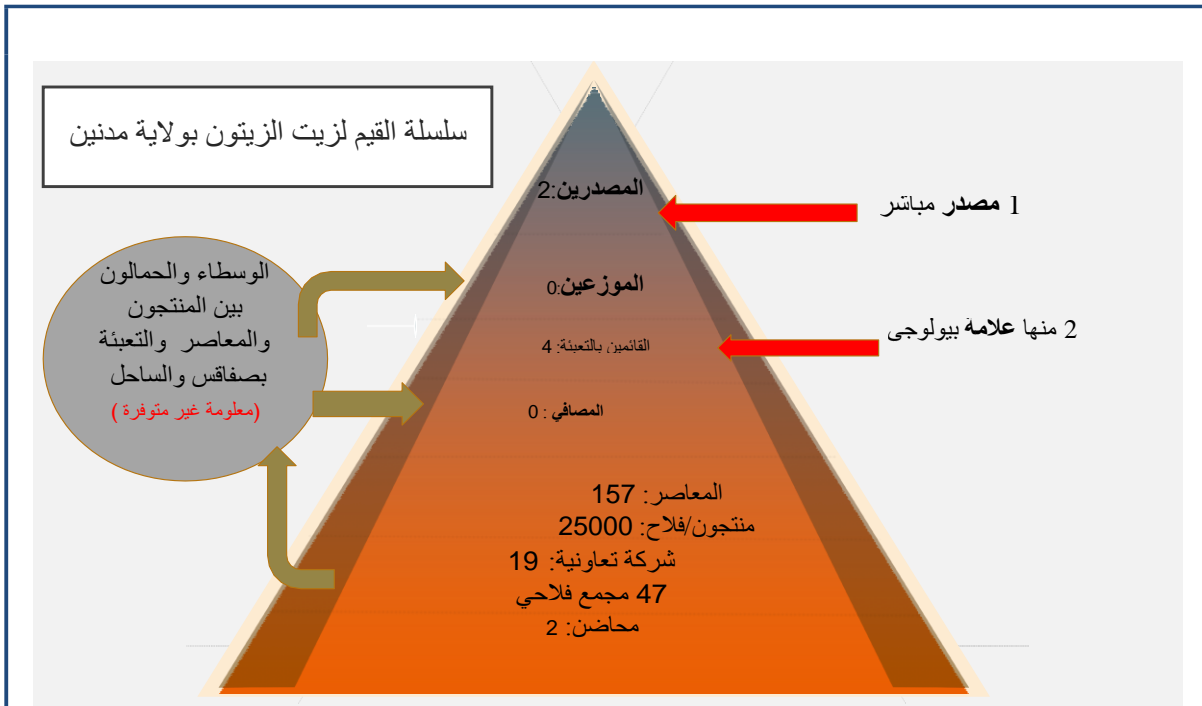 سلسلة القيم لزيت الزيتون بولاية مدنين
المصدرين:2
1 مصدر مباشر
الموزعين:0
2 منها علامة بيولوجى
القائمين بالتعبئة: 4
المصافي : 0
الوسطاء والحمالون
بين المنتجون
والمعاصر والتعبئة
بصفاقس والساحل
(معلومة غير متوفرة )
المعاصر: 157
منتجون/فلاح: 25000
شركة تعاونية: 19
47 مجمع فلاحي
محاضن: 2